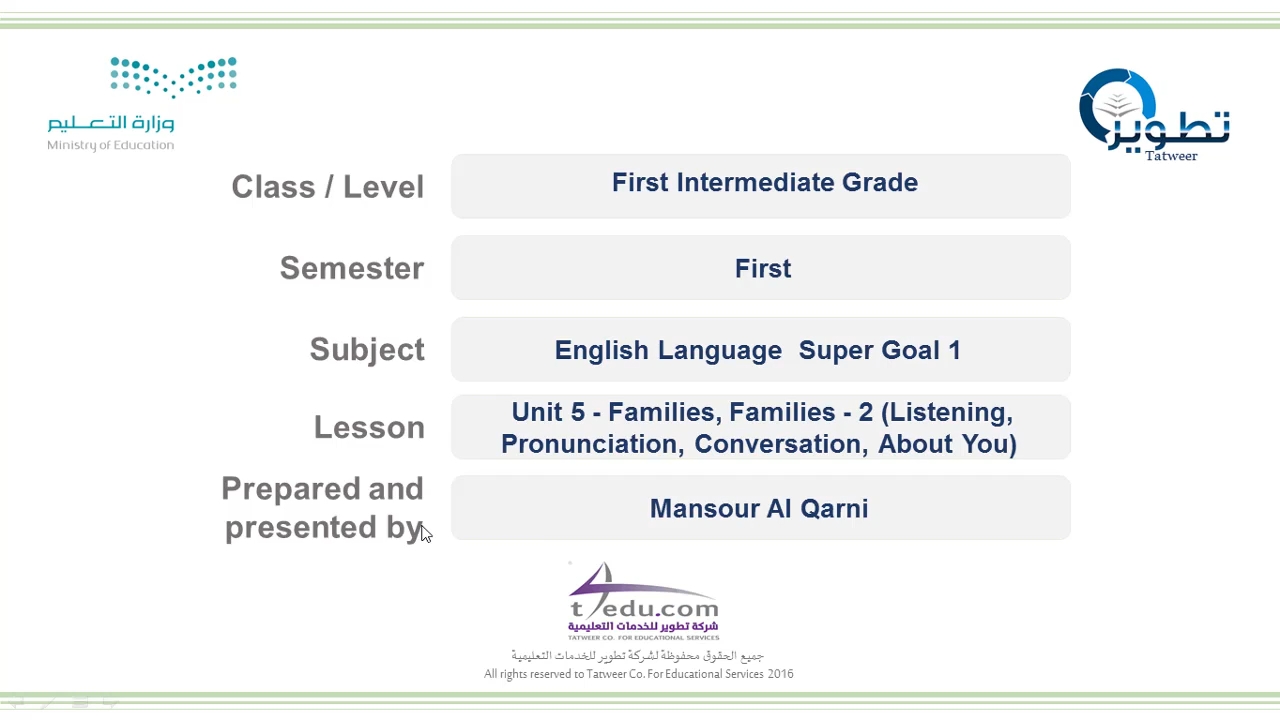 وزارة التعليم
Ministry of Education
تطوير
Tatweer
Class / Level
First Intermediate Grade
Semester
First
Subject
English Language Super Goal 1
Lesson
Unit 5 - Families, Families - 2 (Listening,
Pronunciation, Conversation, About You)
Prepared and
presented by
Mansour Al Qarni
t4edu.com
شركة تطوير للخدمات التعليمية
TATWEER CO. FOR EDUCATIONAL SERVICES
جميع الحقوق محفوظة لشركة تطوير للخدمات التعليمية
All rights reserved to Tatweer Co. For Educational Services 2016